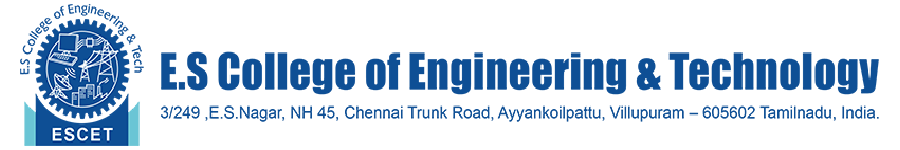 E.S College of Engineering & Tech
ESCET
E.S College of Engineering & Technology
3/249 ,E.S.Nagar, NH 45, Chennai Trunk Road, Ayyankoilpattu, Villupuram – 605602 Tamilnadu, India.